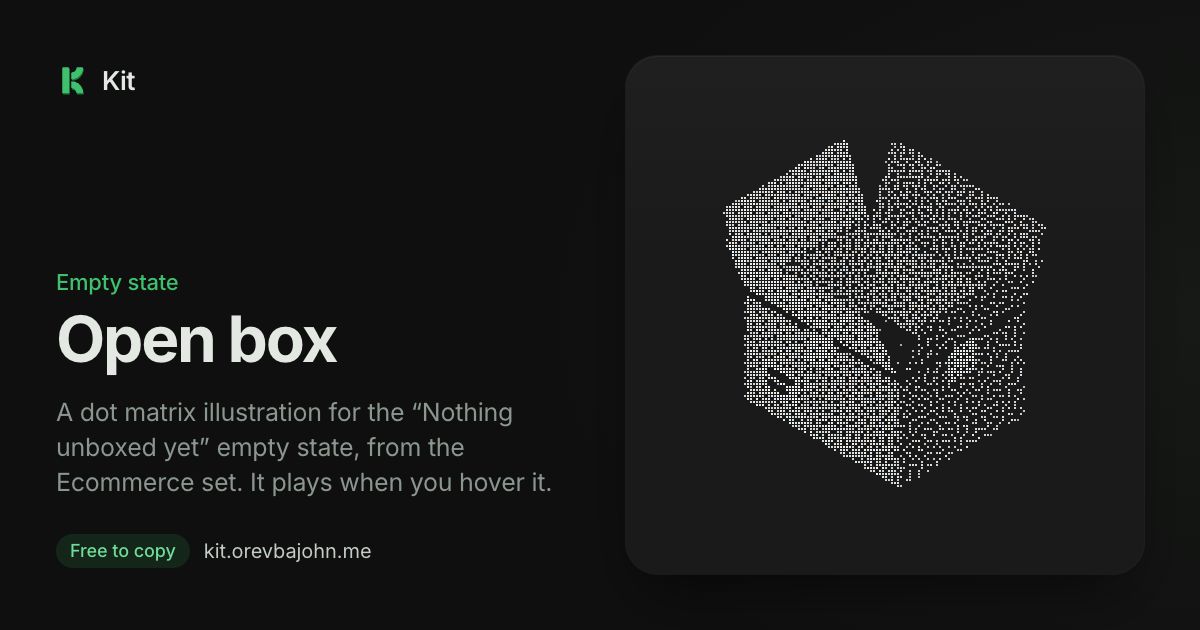 Kit
Empty state
Open box
A dot matrix illustration for the “Nothing
unboxed yet” empty state, from the
Ecommerce set. It plays when you hover it.
Free to copy
kit.orevbajohn.me